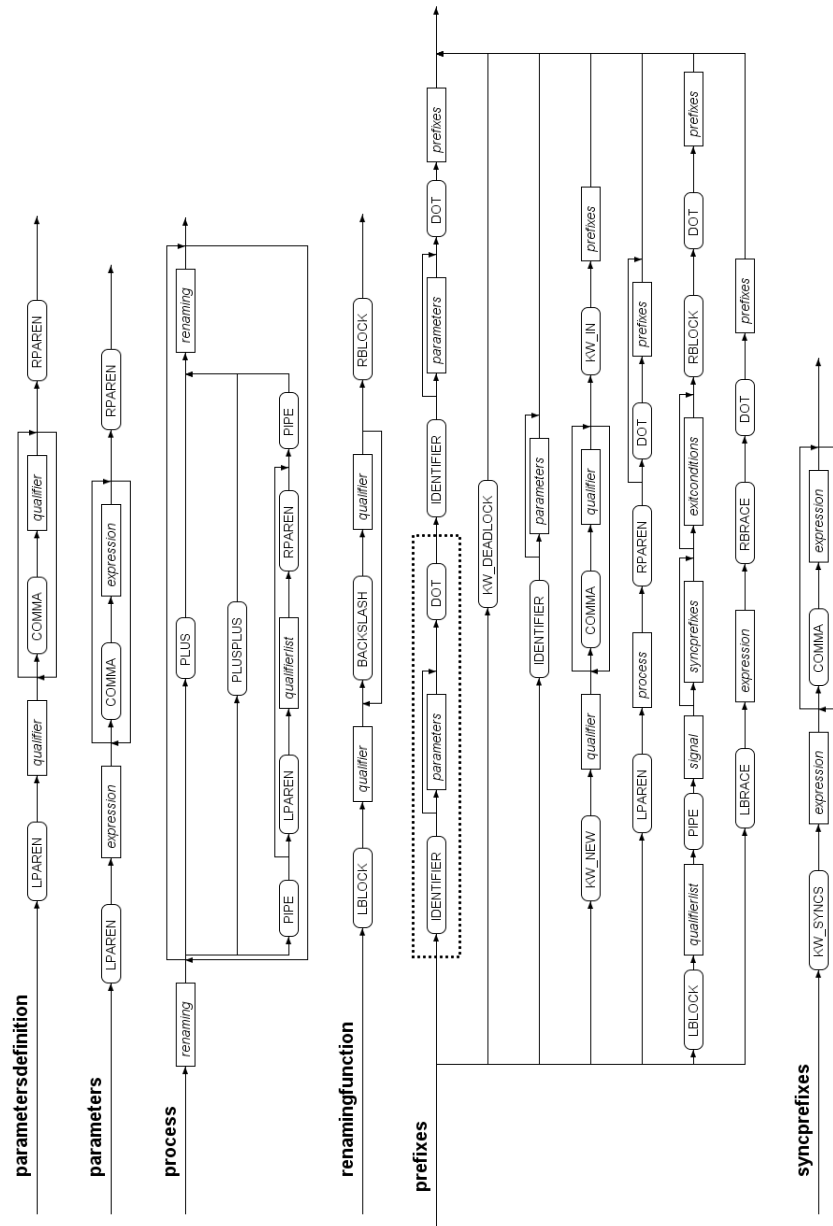 parametersdefinition
LPAREN
qualifier
COMMA
qualifier
RPAREN
parameters
LPAREN
expression
COMMA
expression
RPAREN
process
renaming
PLUS
renaming
PLUSPLUS
PIPE
LPAREN
qualifierlist
RPAREN
PIPE
renamingfunction
LBLOCK
qualifier
BACKSLASH
qualifier
RBLOCK
prefixes
IDENTIFIER
parameters
DOT
IDENTIFIER
parameters
DOT
prefixes
KW_DEADLOCK
IDENTIFIER
parameters
KW_NEW
qualifier
COMMA
qualifier
KW_IN
prefixes
LPAREN
process
RPAREN
DOT
prefixes
LBLOCK
qualifierlist
PIPE
signal
syncprefixes
exitconditions
RBLOCK
DOT
prefixes
LBRACE
expression
RBRACE
DOT
prefixes
syncprefixes
KW_SYNCS
expression
COMMA
expression